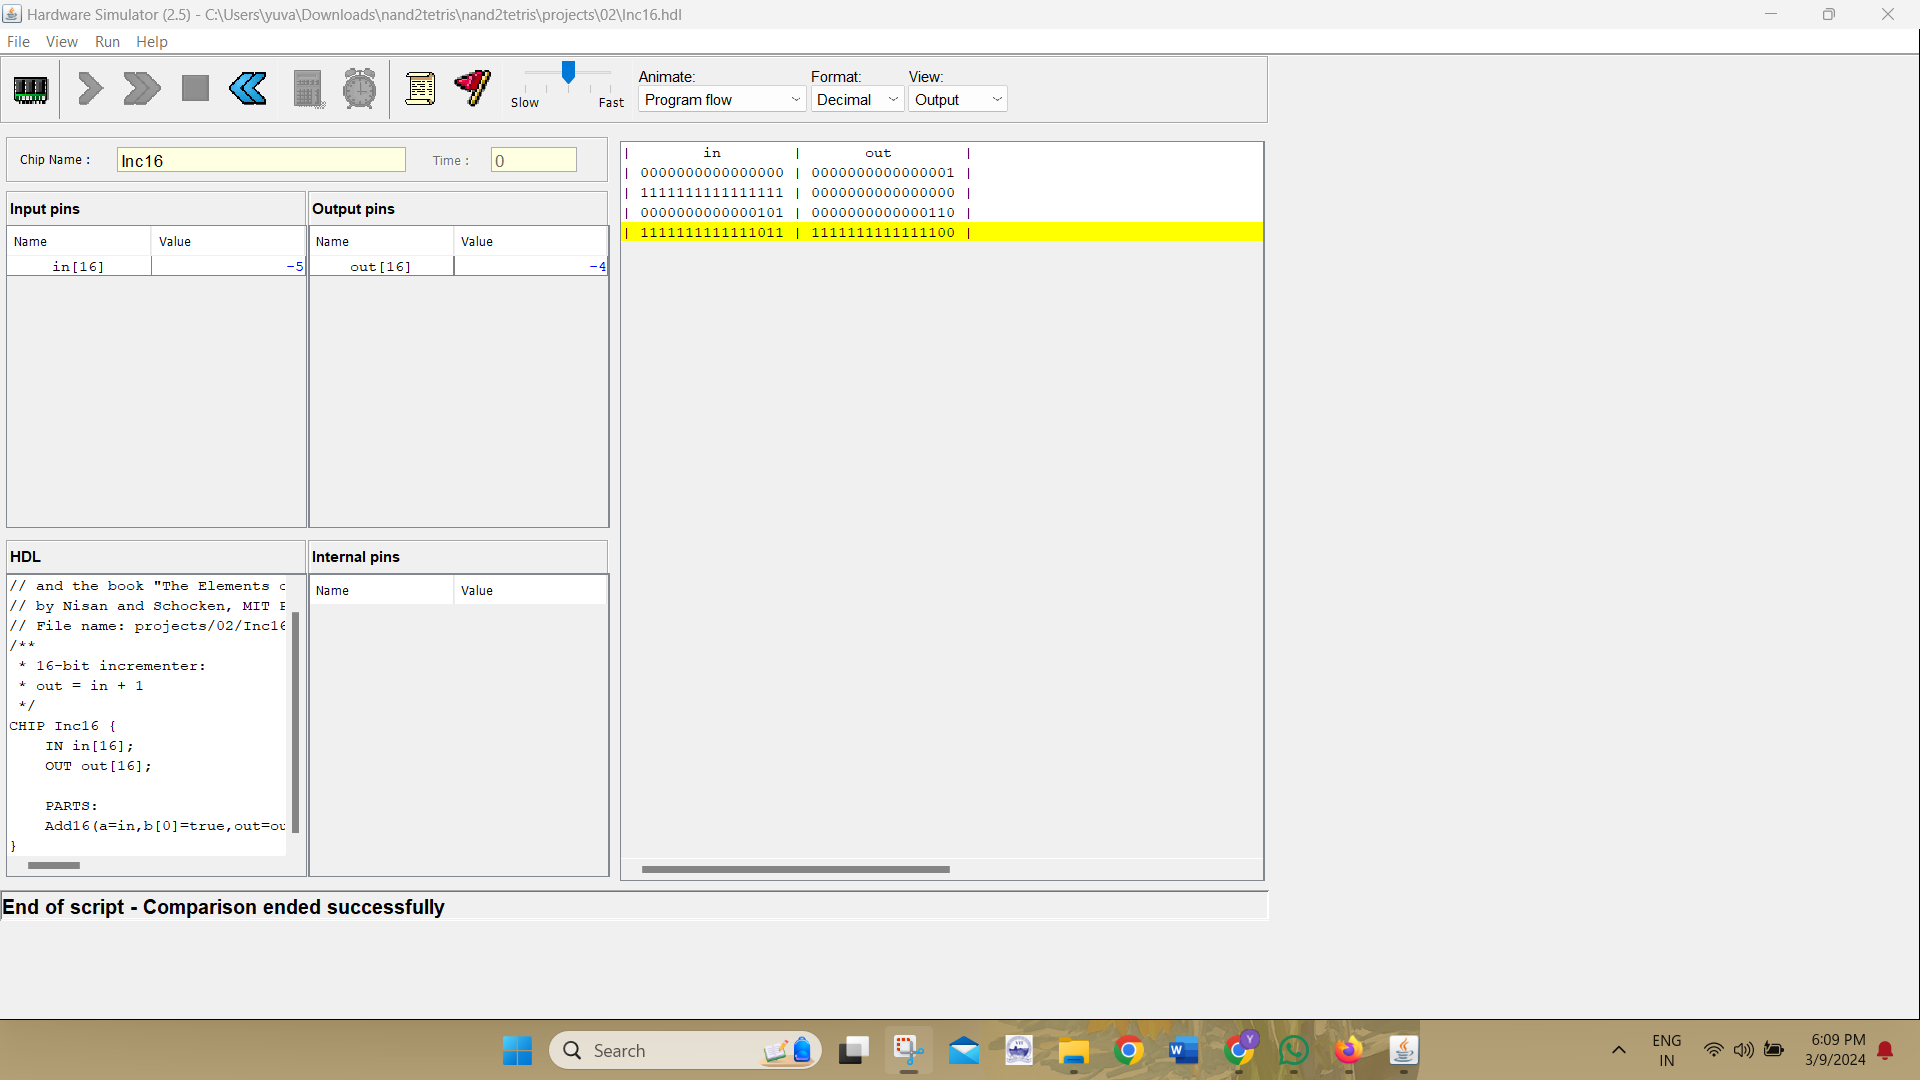 Hardware Simulator (2.5) - C:\Users\yuva\Downloads\nand2tetris\nand2tetris\projects\02\Inc16.hdl
File View Run Help
Slow Fast
Animate: Format: View:
Program flow Decimal Output
Chip Name : Inc16 Time : 0
Input pins
Name Value
in[16] -5
Output pins
Name Value
out[16] -4
HDL
// and the book "The Elements
// by Nisan and Schocken, MIT
// File name: projects/02/Inc16
/**
* 16-bit incrementer:
* out = in + 1
*/
CHIP Inc16 {
IN in[16];
OUT out[16];
PARTS:
Add16(a=in,b[0]=true,out=ou
}
Internal pins
Name Value
| in | out |
| 0000000000000000 | 0000000000000001 |
| 1111111111111111 | 0000000000000000 |
| 0000000000000101 | 0000000000000110 |
| 1111111111111011 | 1111111111111100 |
End of script - Comparison ended successfully
Search
Y
W
ENG
IN
6:09 PM
3/9/2024